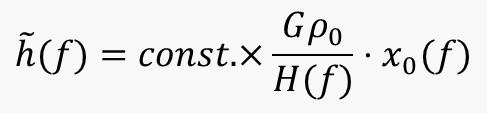 h̃(f) = const.× Gρ₀ / H(f) · x₀(f)